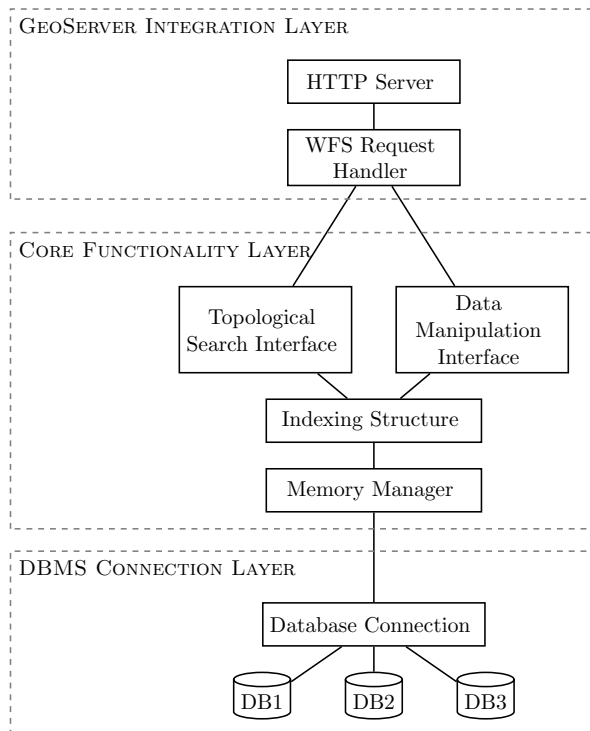 GEOSERVER INTEGRATION LAYER
HTTP Server
WFS Request
Handler
CORE FUNCTIONALITY LAYER
Topological
Search Interface
Data
Manipulation
Interface
Indexing Structure
Memory Manager
DBMS CONNECTION LAYER
Database Connection
DB1
DB2
DB3